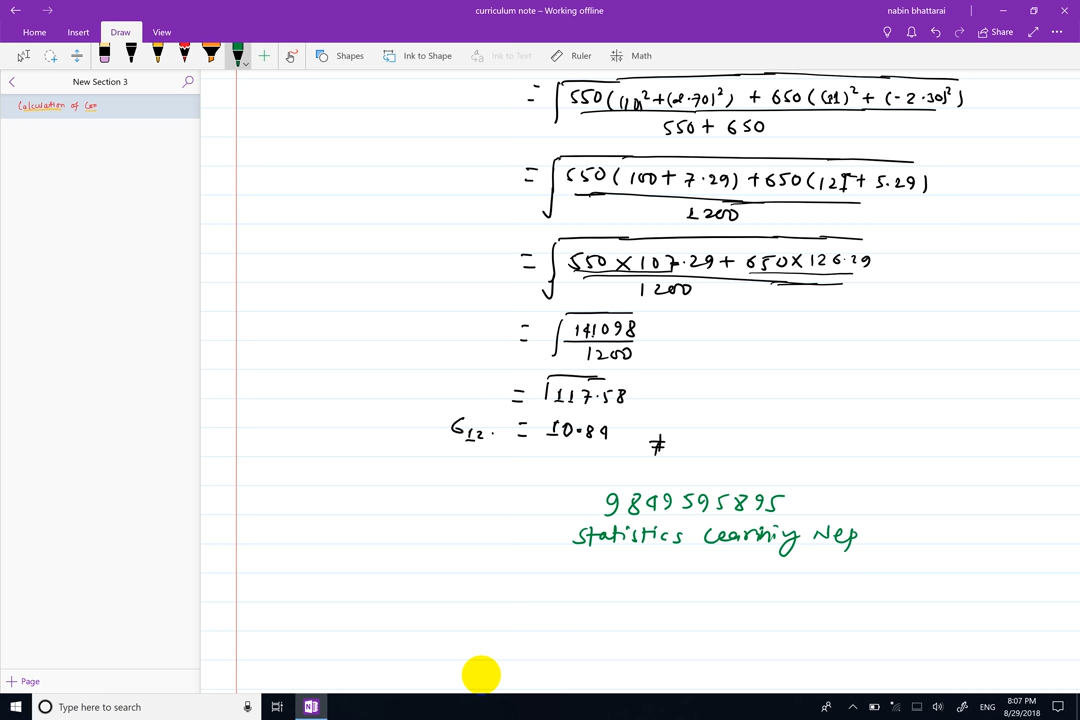 curriculum note – Working offline
nabin bhattarai
Home Insert Draw View
Share
Shapes Ink to Shape Ink to Text Ruler Math
New Section 3
Calculation of Com
= √550(10)²+(2.70)²) + 650((11)²+(-2.30)²)
550 + 650
= √550(100+7.29)+650(121+5.29)
1200
= √550×107.29+650×126.29
1200
= √141098
1200
= √117.58
σ12. = 10.84 #
9849595895
Statistics Learning Nep
+ Page
Type here to search
ENG
8:07 PM
8/29/2018